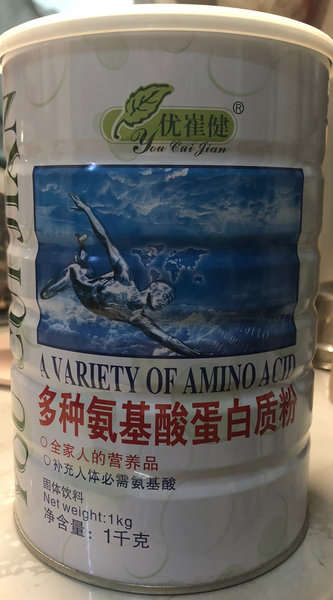 优崔健®
You Cui Jian
A VARIETY OF AMINO ACID
多种氨基酸蛋白质粉
○全家人的营养品
○补充人体必需氨基酸
固体饮料
Net weight:1kg
净含量：1千克